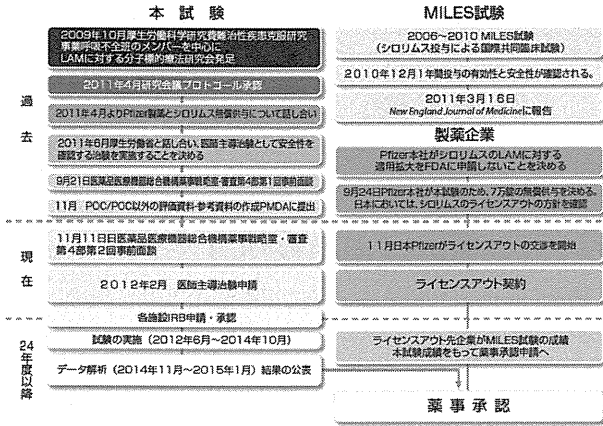 本試験
2009年10月厚生労働科学研究費難治性疾患克服研究
事業呼吸不全班のメンバーを中心に
LAMに対する分子標的療法研究会発足
2011年4月研究会議プロトコール承認
2011年4月よりPfizer製薬とシロリムス無償供与について話し合い
2011年6月厚生労働省と話し合い、医師主導治験として安全性を
確認する治験を実施することを決める
9月21日医薬品医療機器総合機構薬事戦略室・審査第4部第1回事前面談
11月 POC/POC以外の評価資料・参考資料の作成PMDAに提出
11月11日日医薬品医療機器総合機構薬事戦略室・審査
第4部第2回事前面談
2012年2月 医師主導治験申請
各施設IRB申請・承認
試験の実施(2012年6月~2014年10月)
データ解析(2014年11月~2015年1月)結果の公表
過去
現在
24年度以降
MILES試験
2006~2010 MILES試験
(シロリムス投与による国際共同臨床試験)
2010年12月1年間投与の有効性と安全性が確認される。
2011年3月16日
New England Journal of Medicineに報告
製薬企業
Pfizer本社がシロリムスのLAMに対する
適用拡大をFDAに申請しないことを決める
9月24日Pfizer本社が本試験のため、7万錠の無償供与を決める。
日本においては、シロリムスのライセンスアウトの方針を確認
11月日本Pfizerがライセンスアウトの交渉を開始
ライセンスアウト契約
ライセンスアウト先企業がMILES試験の成績
本試験成績をもって薬事承認申請へ
薬事承認